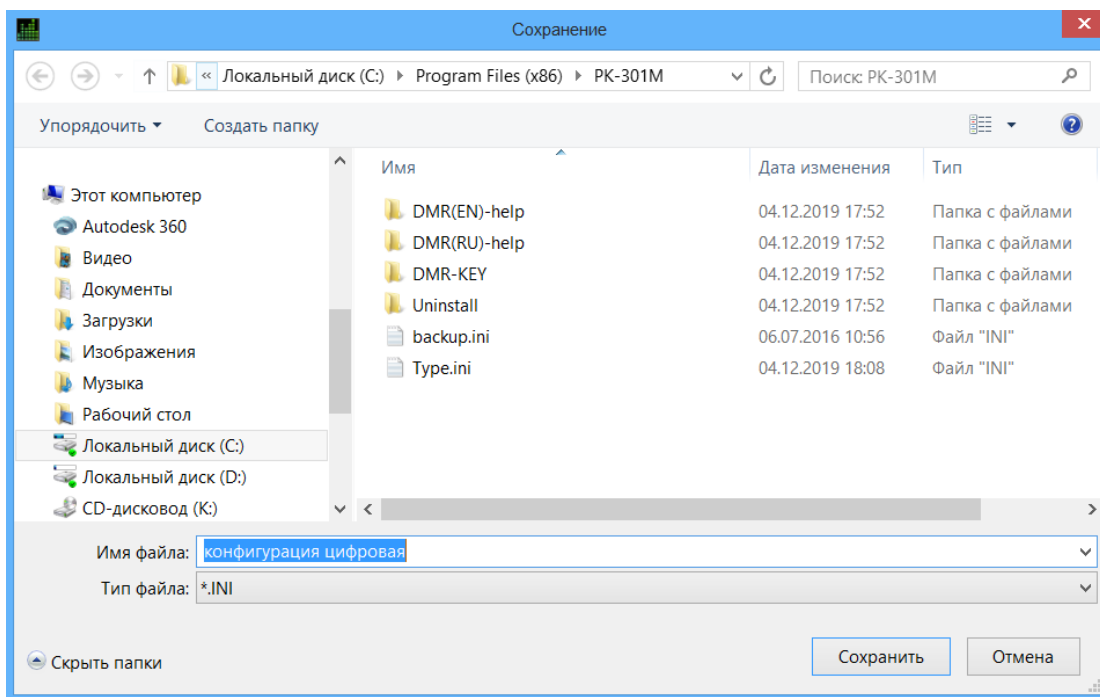 Сохранение
« Локальный диск (C:) Program Files (x86) РК-301М
Поиск: РК-301М
Упорядочить
Создать папку
Имя Дата изменения Тип
Этот компьютер
Autodesk 360
Видео
Документы
Загрузки
Изображения
Музыка
Рабочий стол
Локальный диск (C:)
Локальный диск (D:)
CD-дисковод (K:)
DMR(EN)-help 04.12.2019 17:52 Папка с файлами
DMR(RU)-help 04.12.2019 17:52 Папка с файлами
DMR-KEY 04.12.2019 17:52 Папка с файлами
Uninstall 04.12.2019 17:52 Папка с файлами
backup.ini 06.07.2016 10:56 Файл "INI"
Type.ini 04.12.2019 18:08 Файл "INI"
Имя файла: конфигурация цифровая
Тип файла: *.INI
Скрыть папки
Сохранить
Отмена